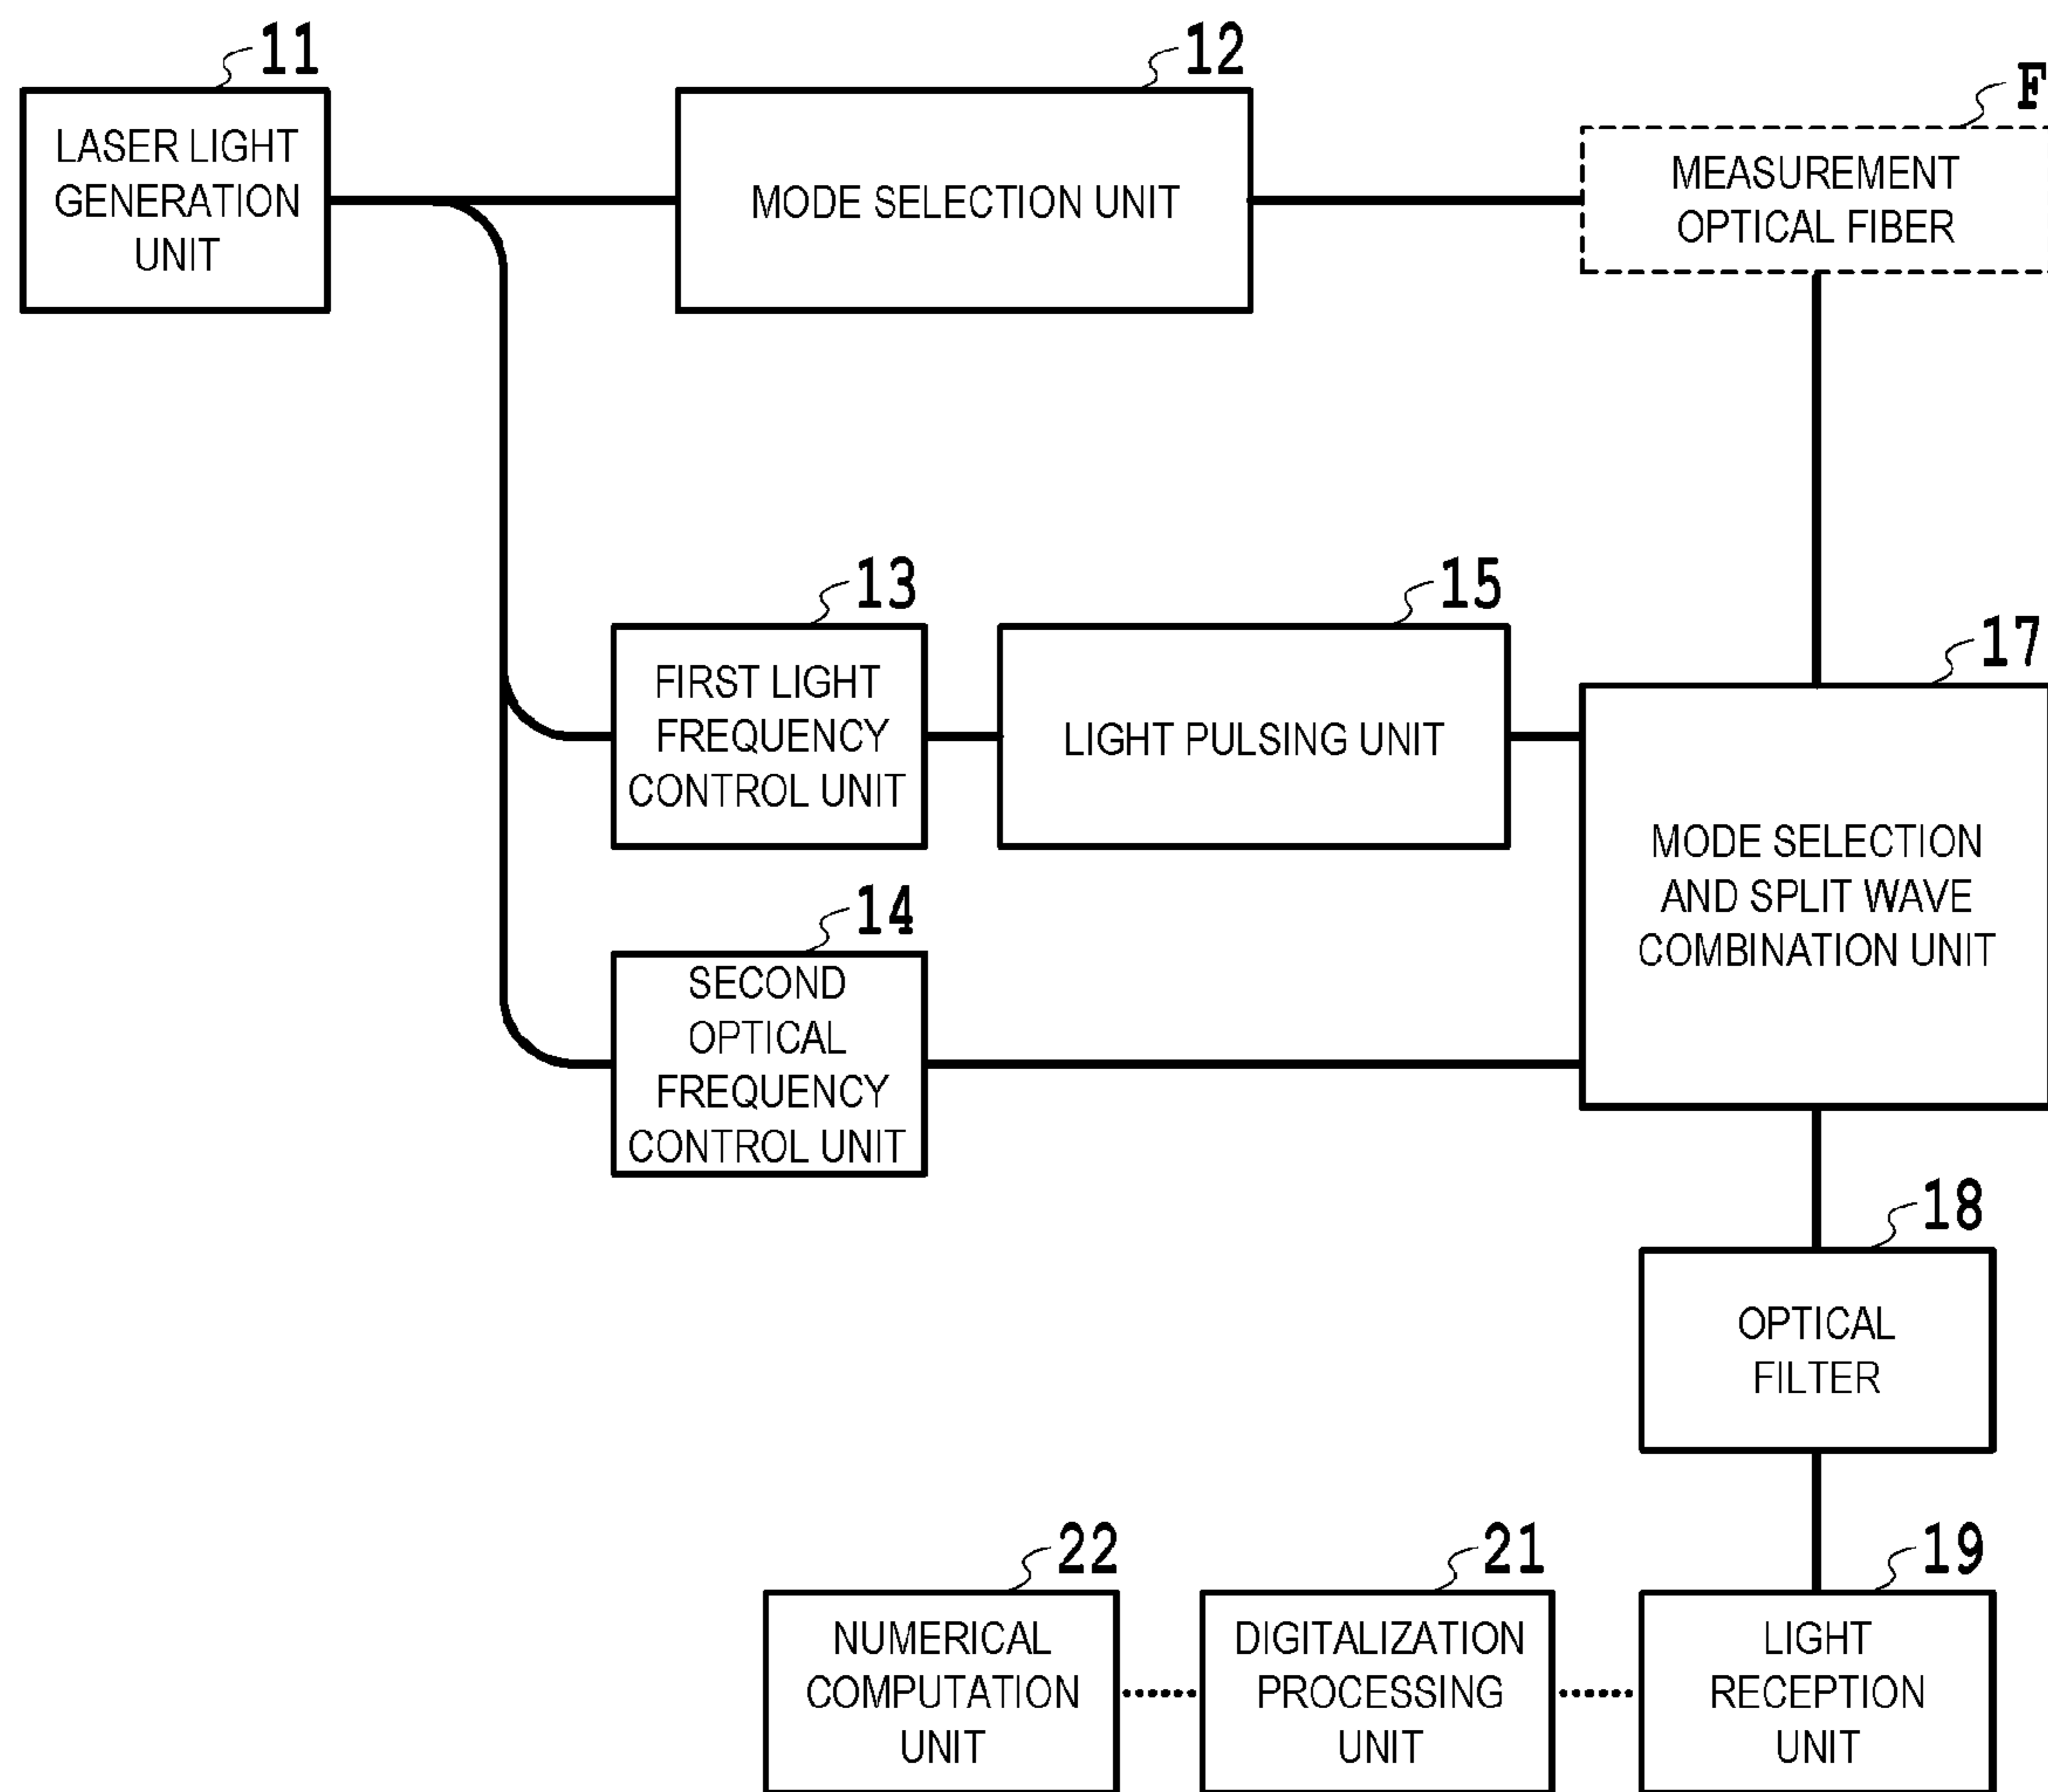 11
LASER LIGHT
GENERATION
UNIT
12
MODE SELECTION UNIT
F
MEASUREMENT
OPTICAL FIBER
13
FIRST LIGHT
FREQUENCY
CONTROL UNIT
15
LIGHT PULSING UNIT
17
MODE SELECTION
AND SPLIT WAVE
COMBINATION UNIT
14
SECOND
OPTICAL
FREQUENCY
CONTROL UNIT
18
OPTICAL
FILTER
22
NUMERICAL
COMPUTATION
UNIT
21
DIGITALIZATION
PROCESSING
UNIT
19
LIGHT
RECEPTION
UNIT